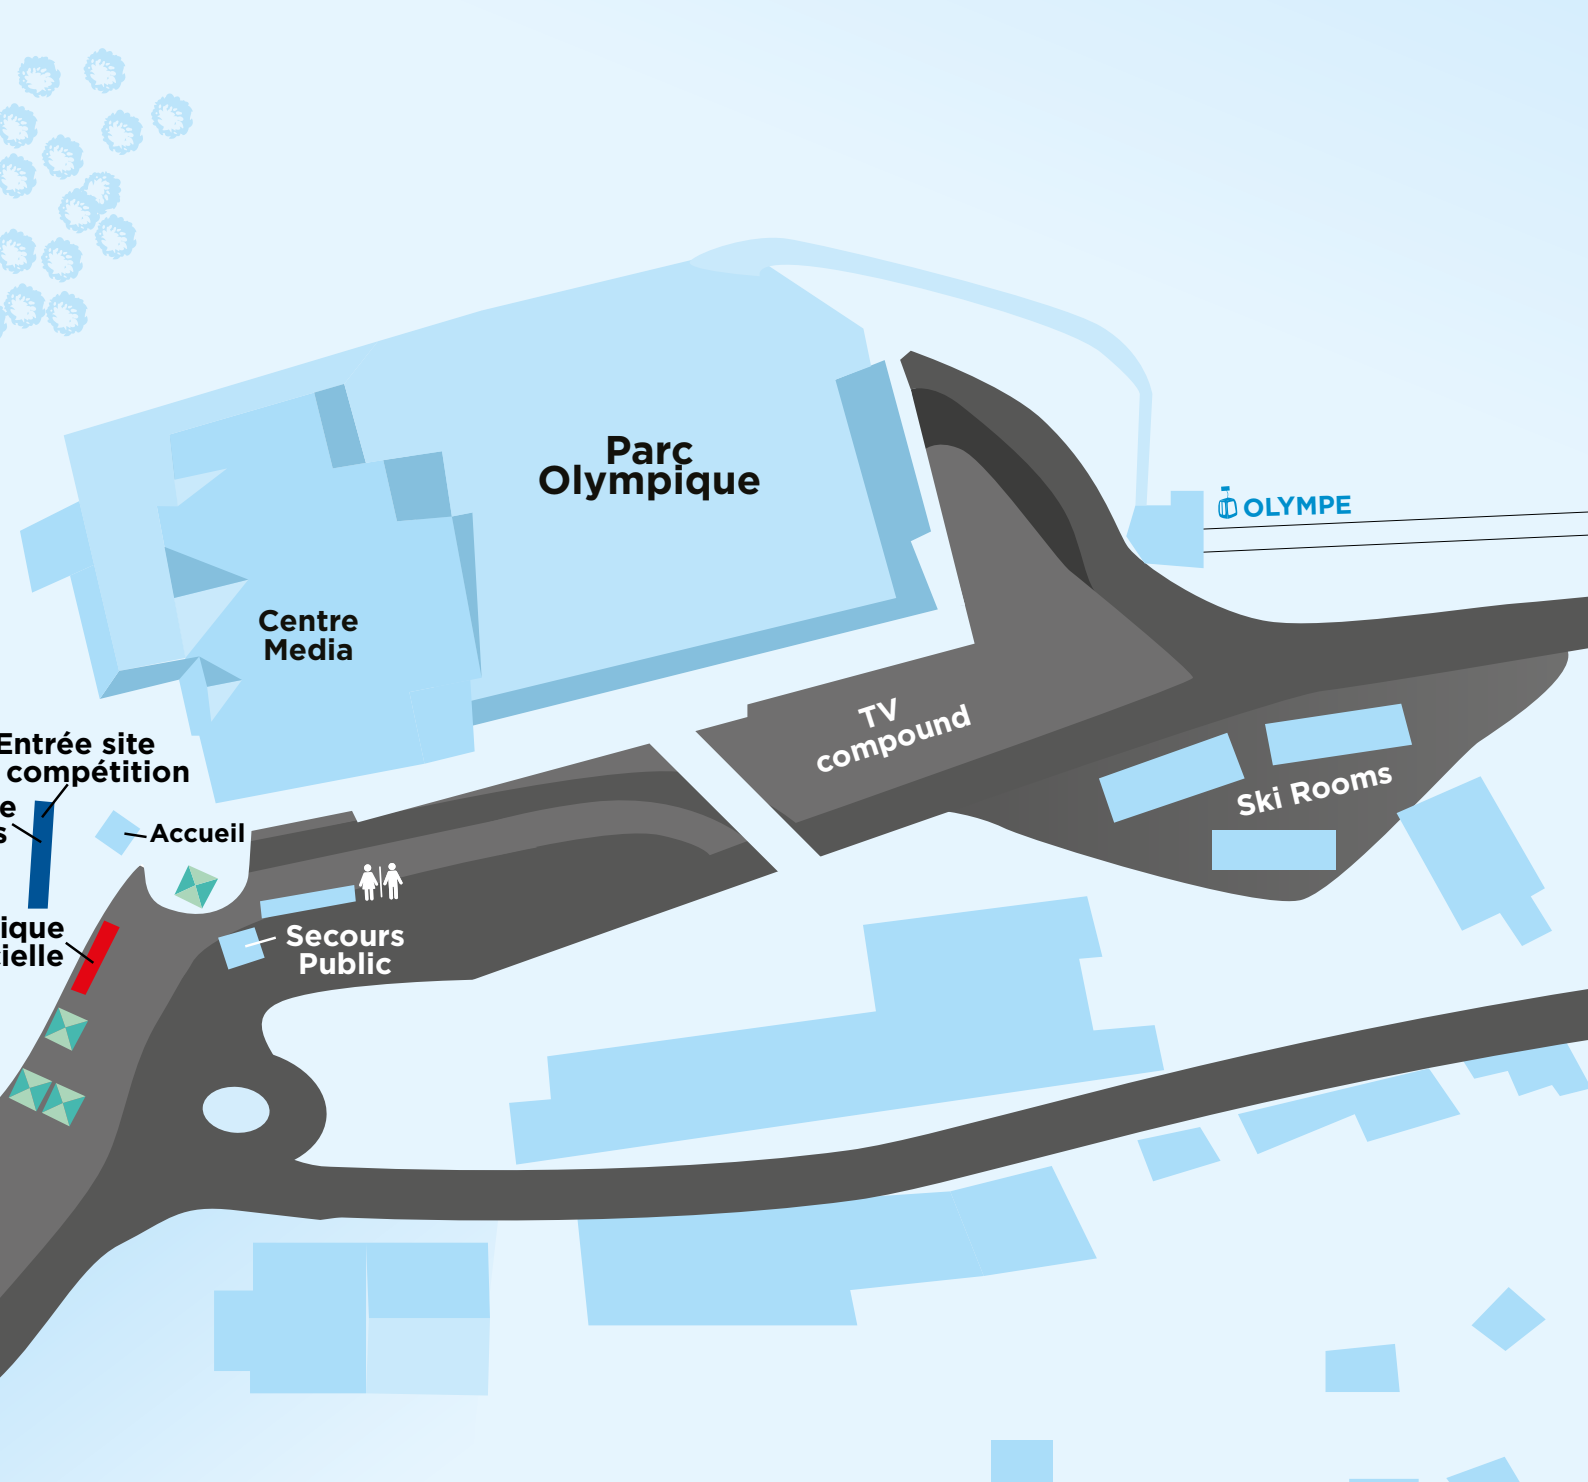 Parc
Olympique
OLYMPE
Centre
Media
TV
compound
Entrée site
compétition
Accueil
Ski Rooms
Secours
Public